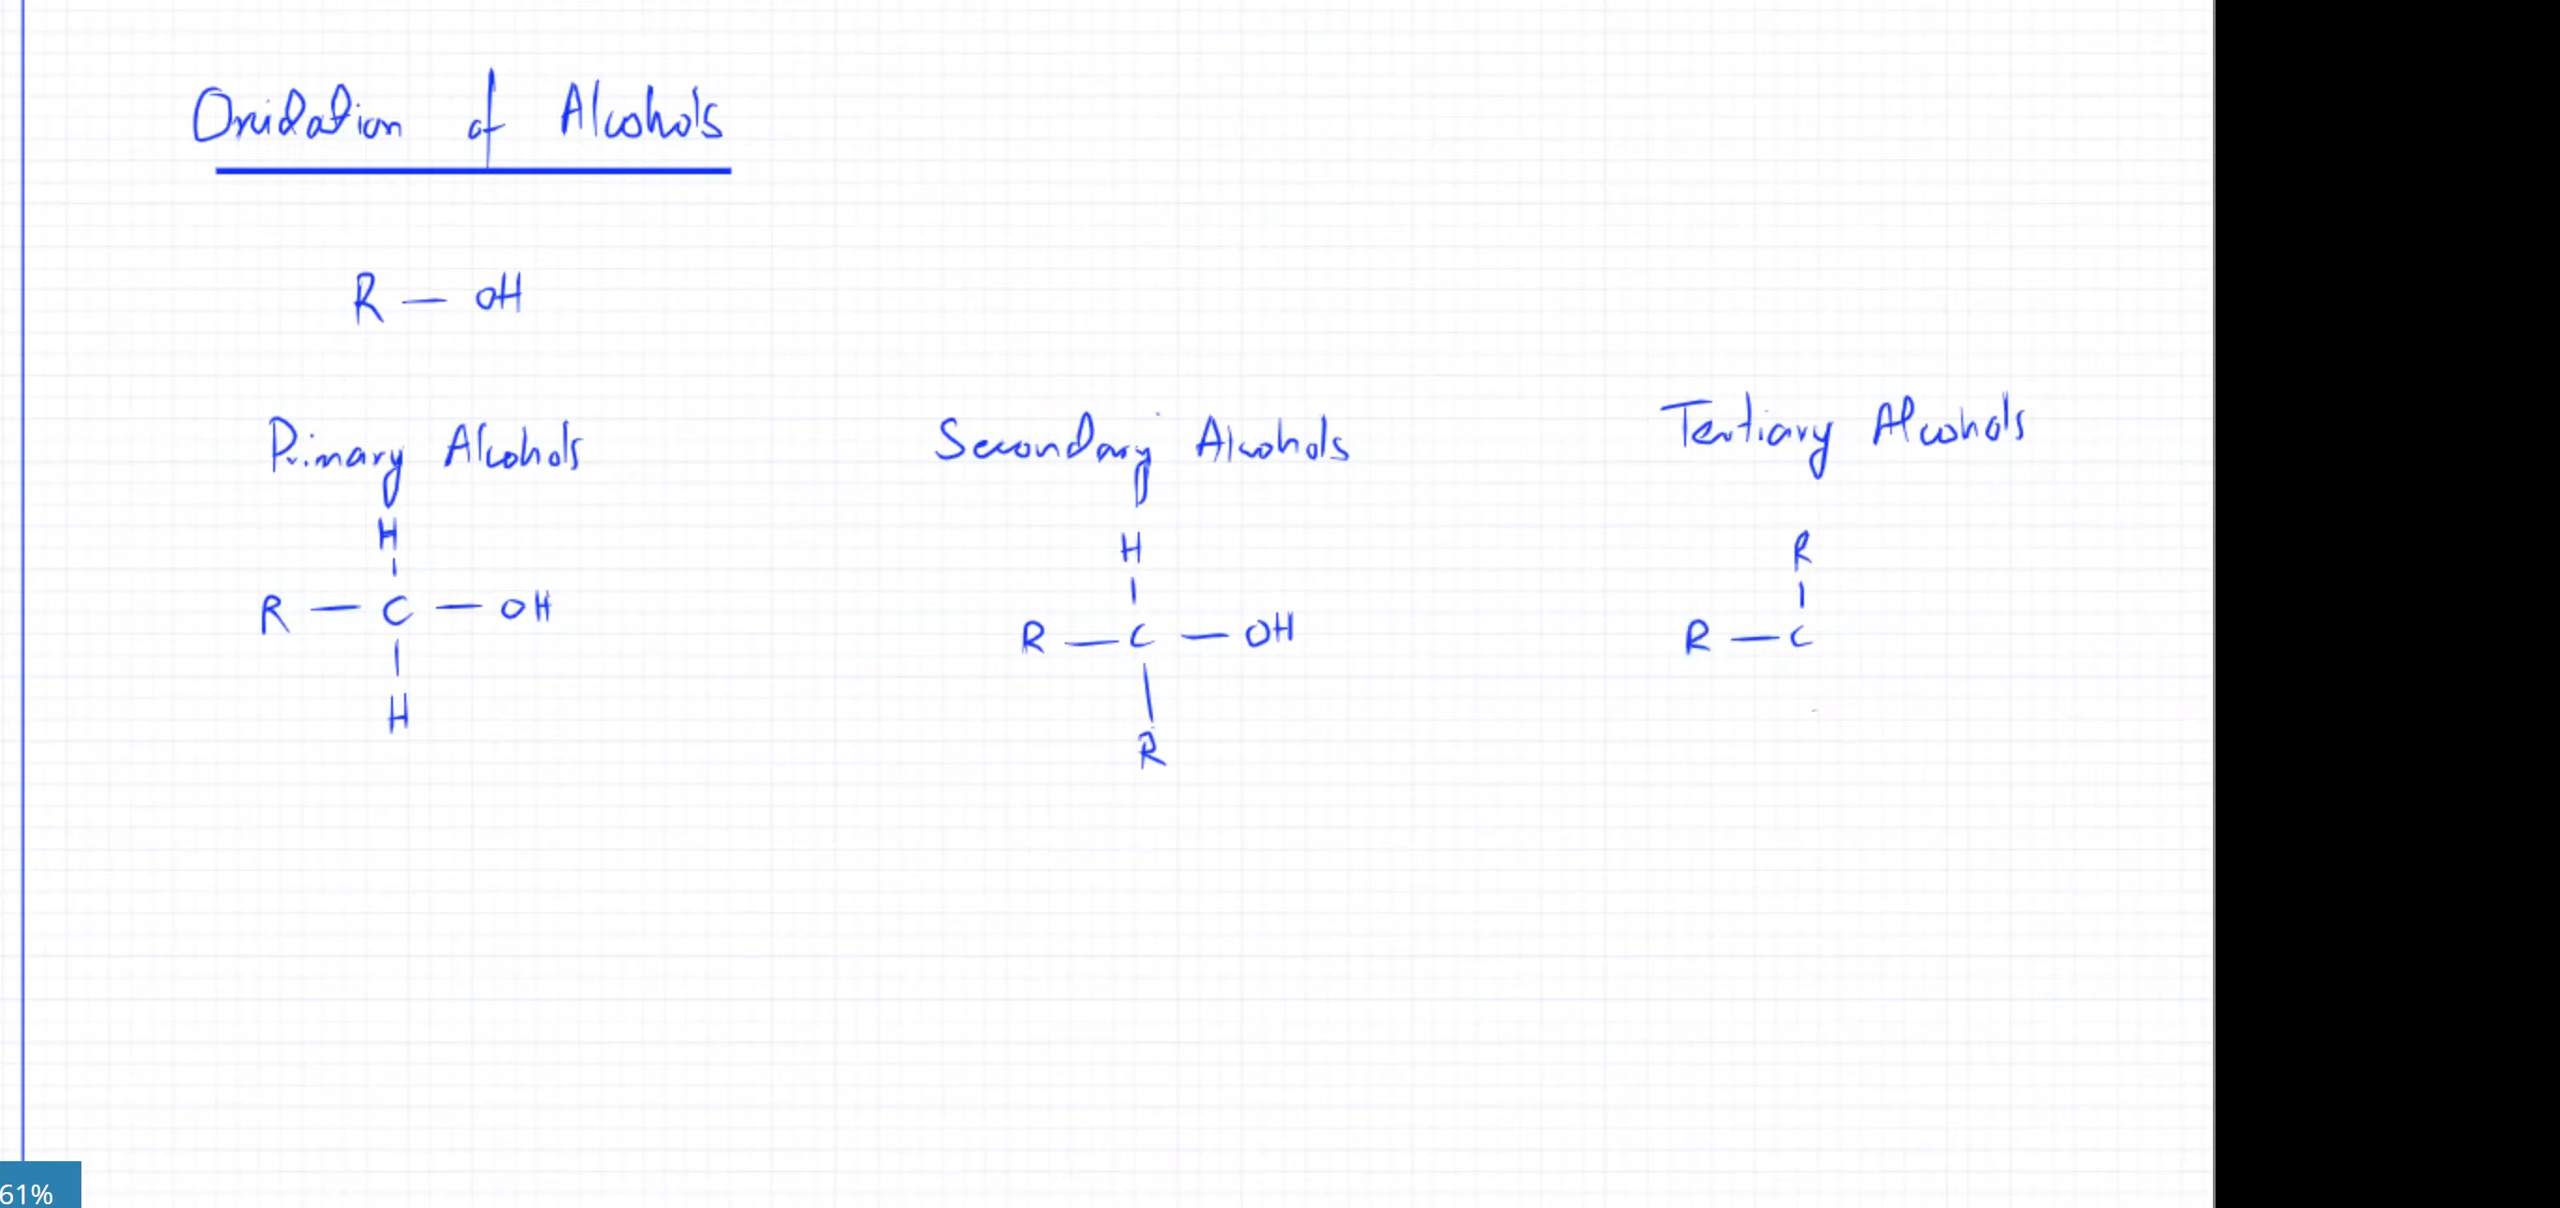 Oxidation of Alcohols
R — OH
Primary Alcohols
Secondary Alcohols
Tertiary Alcohols
H
|
R — C — OH
|
H
H
|
R — C — OH
|
R
R
|
R — C
61%